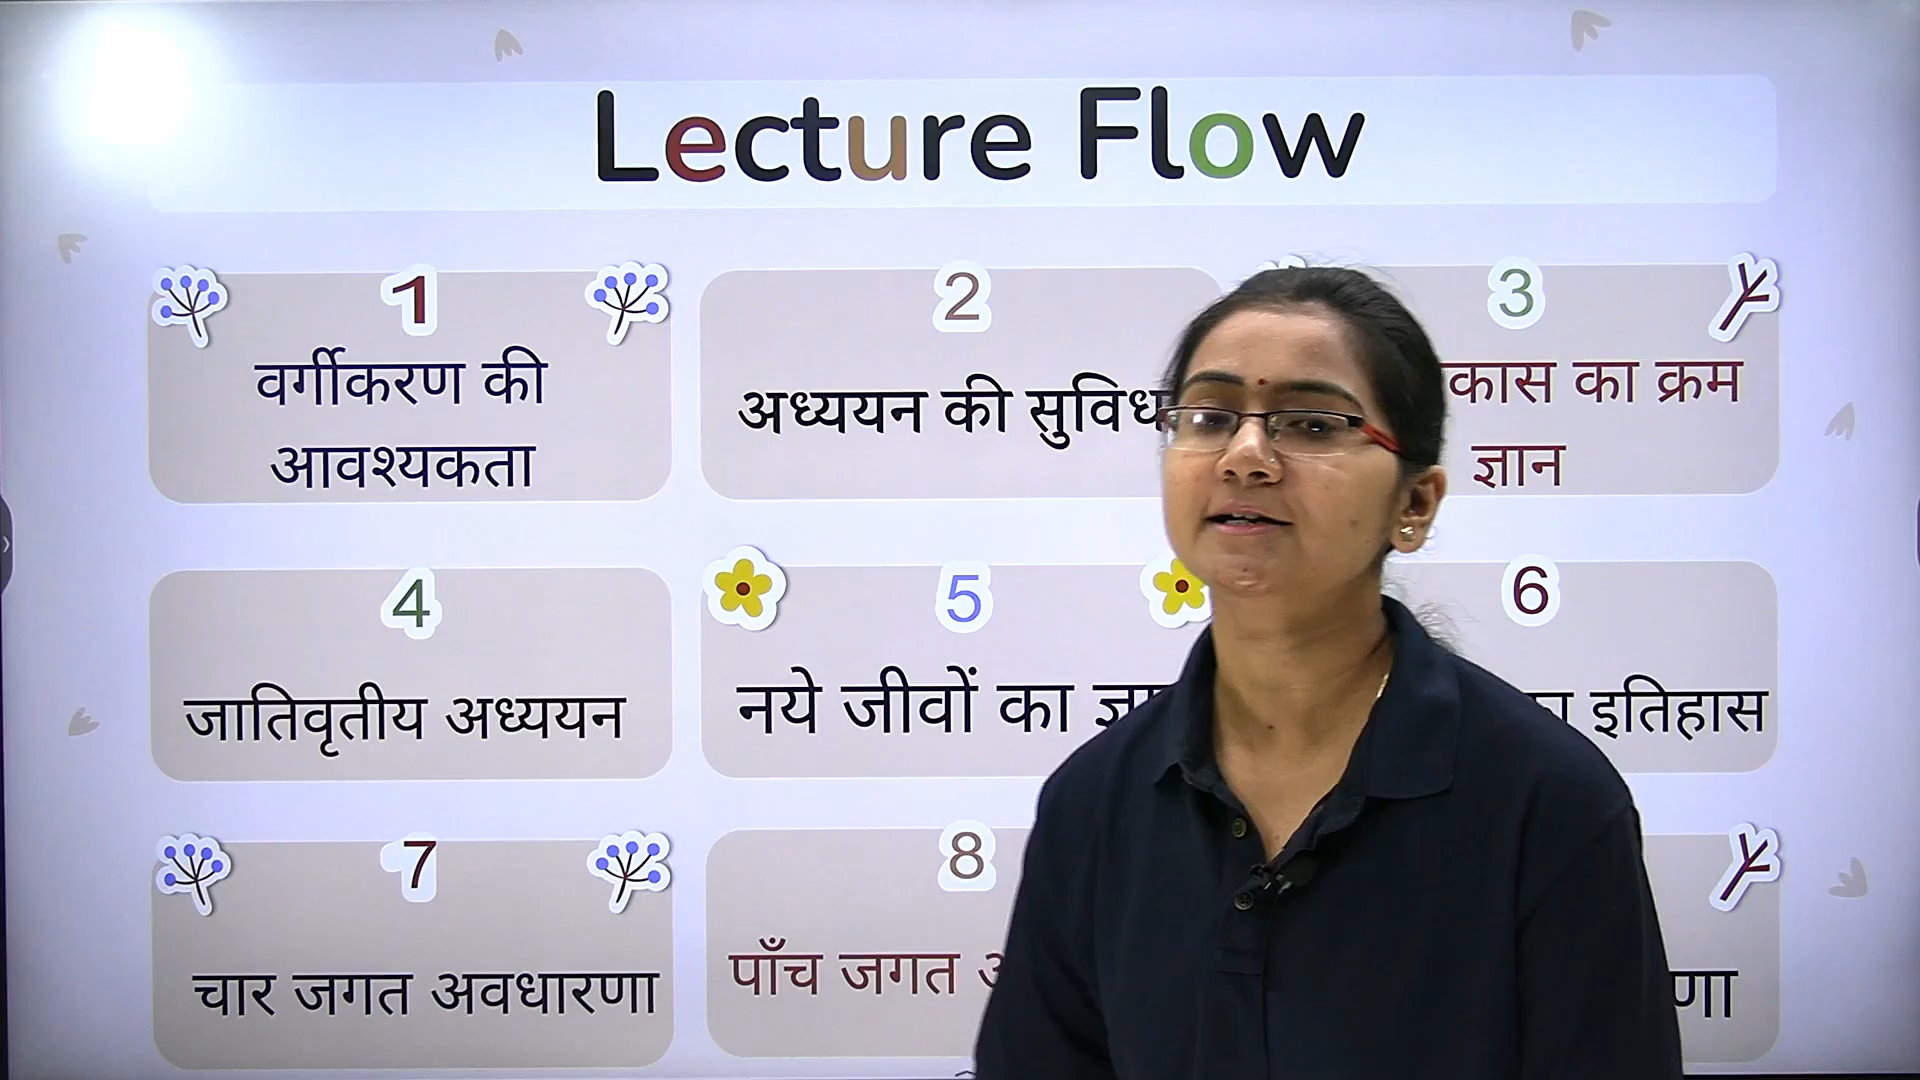 Lecture Flow
1
वर्गीकरण की
आवश्यकता
2
अध्ययन की
3
का क्रम
ज्ञान
4
जातिवृतीय अध्ययन
5
नये जीवों का
6
इतिहास
7
चार जगत अवधारणा
8
पाँच जगत